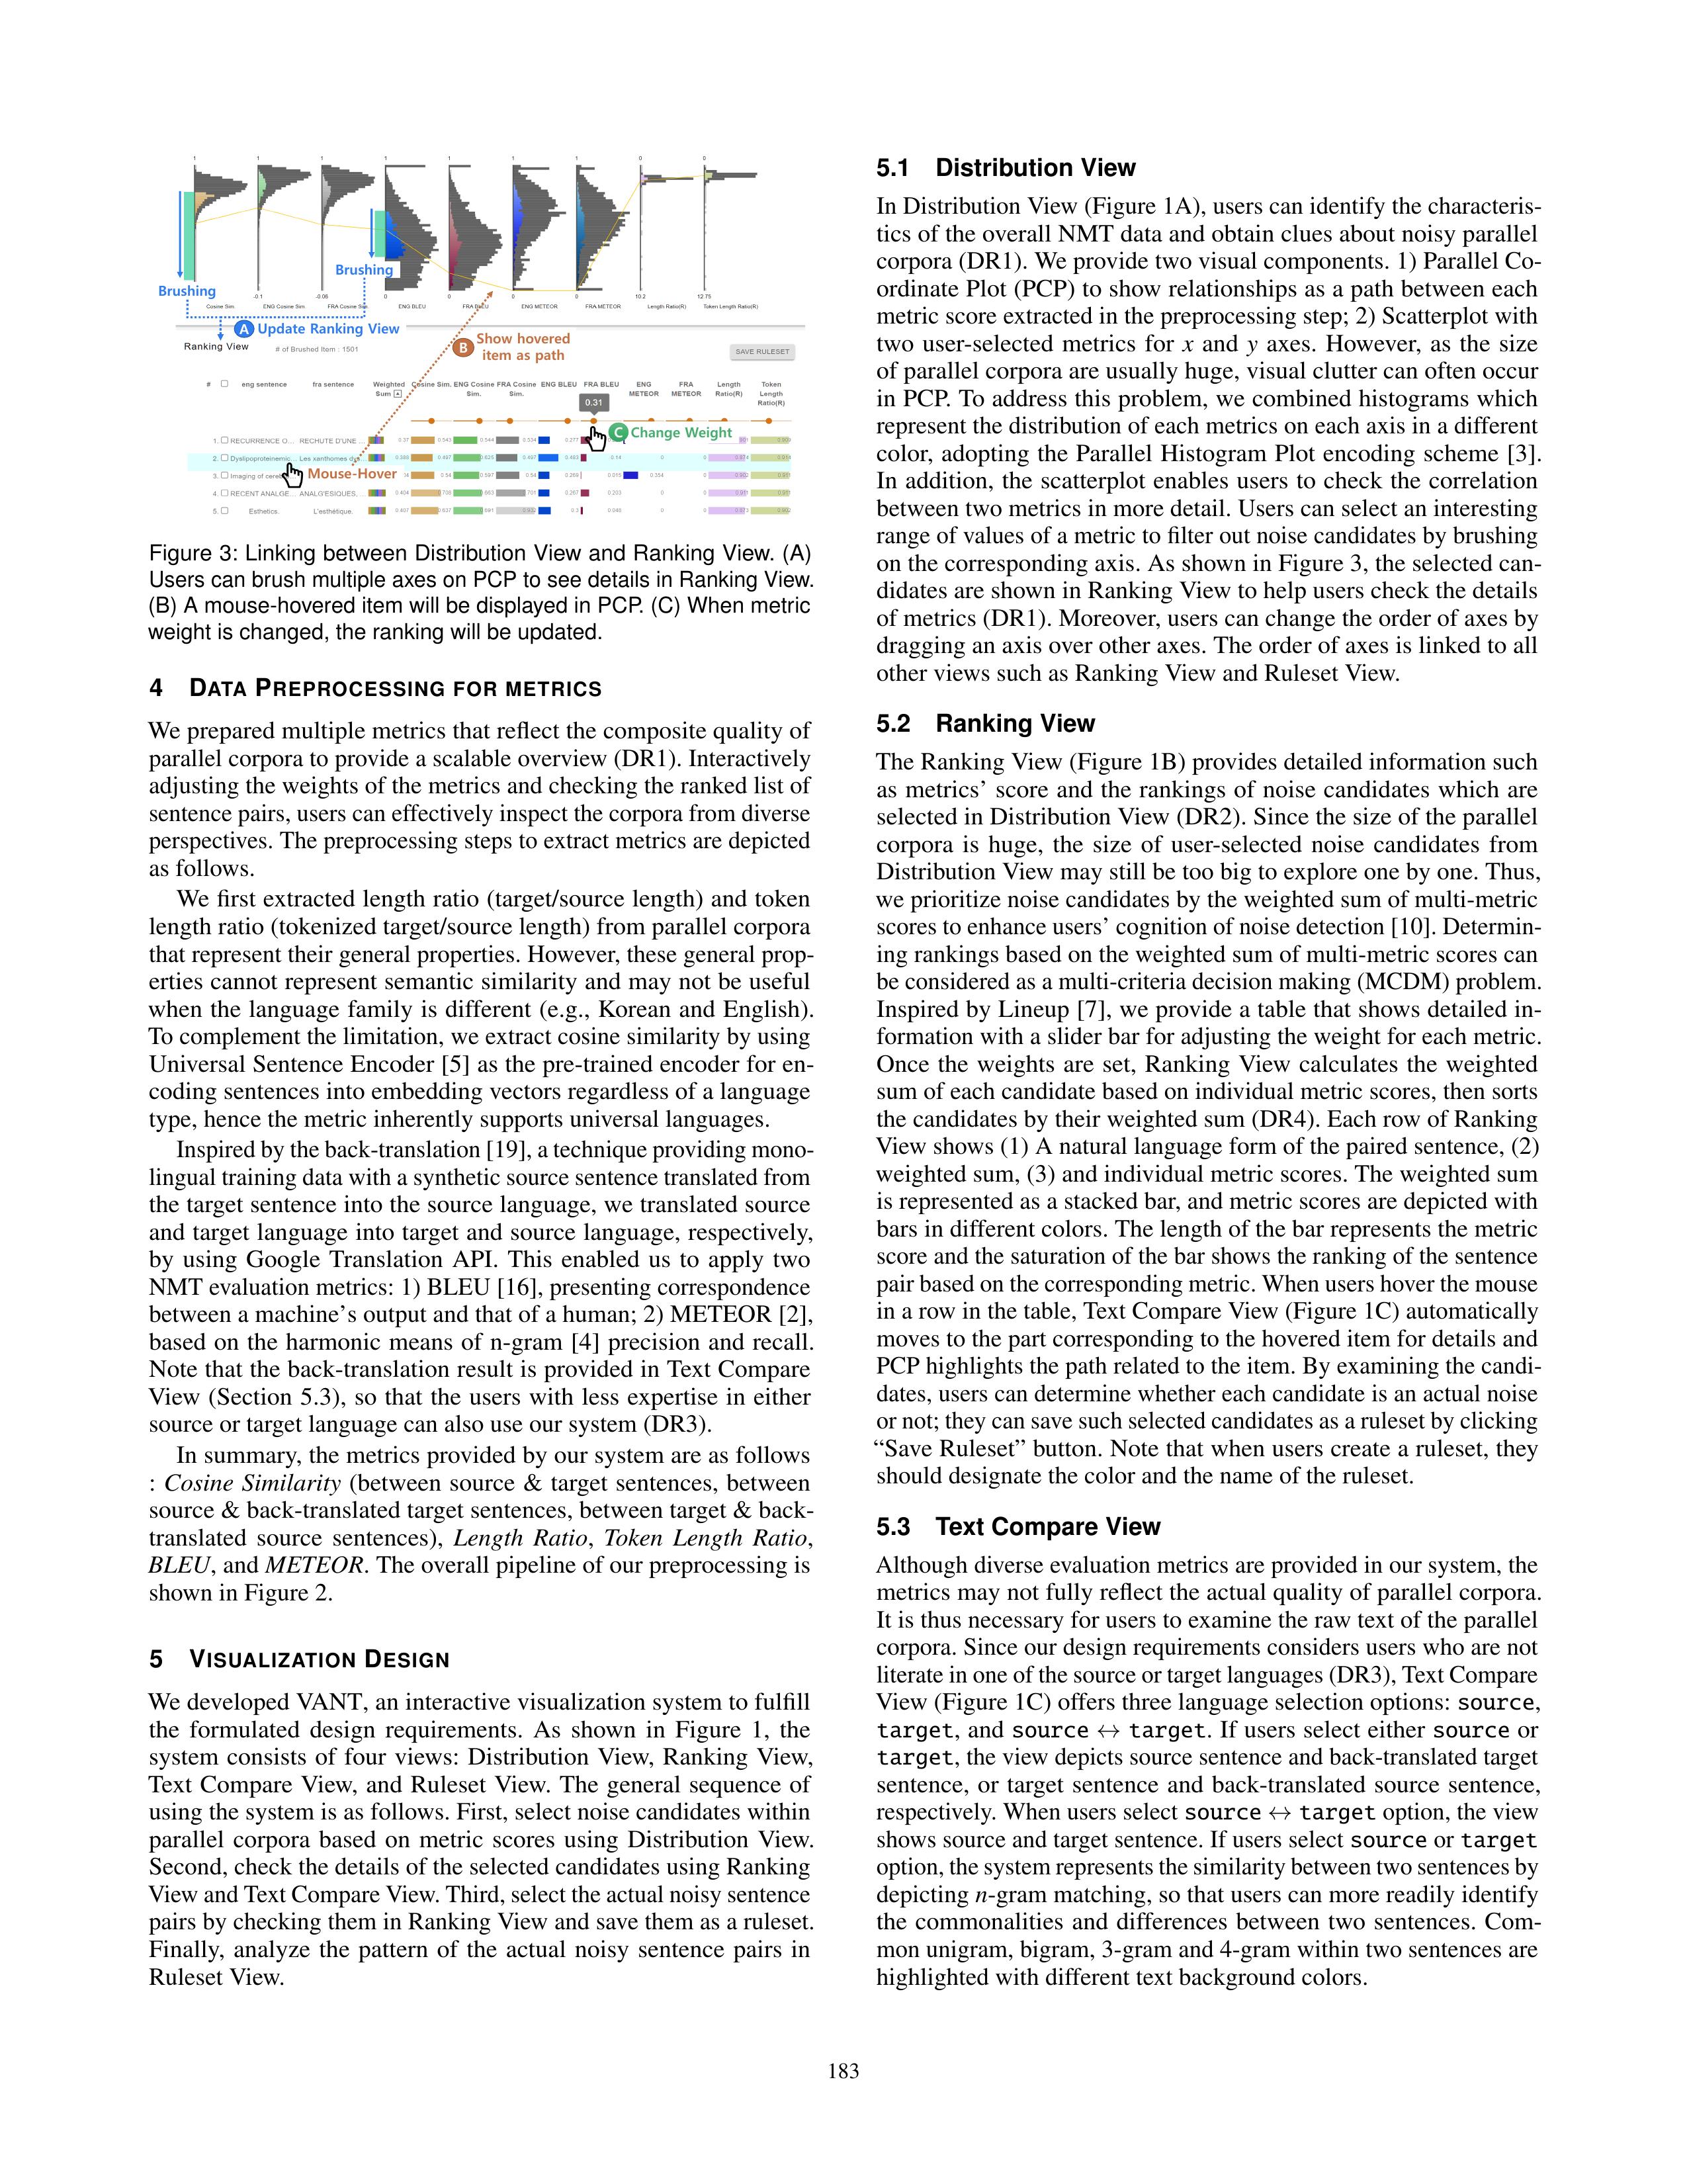 1 1 1 1 1 1 1 0 0
Brushing
Brushing
-0.1 -0.06 0 0 0 0 10.2 12.75
Cosine Sim. ENG Cosine Sim FRA Cosine Sim. ENG BLEU FRA BLEU ENG METEOR FRA METEOR Length Ratio(R) Token Length Ratio(R)
A Update Ranking View
B Show hovered
item as path
Ranking View # of Brushed Item : 1501 SAVE RULESET
# eng sentence fra sentence Weighted Cosine Sim. ENG Cosine FRA Cosine ENG BLEU FRA BLEU ENG FRA Length Token
Sum Sim. Sim. METEOR METEOR Ratio(R) Length
Ratio(R)
0.31
C Change Weight
1. RECURRENCE O... RECHUTE D'UNE ... 0.37 0.543 0.544 0.534 0.277
2. Dyslipoproteinemic... Les xanthomes 0.388 0.497 0.625 0.497 0.493 0.14 0 0 0.874
3. Imaging of 0.54 0.597 0.54 0.259 0.015 0.354 0 0.902
Mouse-Hover
4. RECENT ANALGE... ANALG'ESIQUES, ... 0.404 0.207 0.203 0 0
5. Esthetics. L'esthétique. 0.407 0.627 0.932 0.3 0.046 0 0
Figure 3: Linking between Distribution View and Ranking View. (A)
Users can brush multiple axes on PCP to see details in Ranking View.
(B) A mouse-hovered item will be displayed in PCP. (C) When metric
weight is changed, the ranking will be updated.
4 DATA PREPROCESSING FOR METRICS
We prepared multiple metrics that reflect the composite quality of
parallel corpora to provide a scalable overview (DR1). Interactively
adjusting the weights of the metrics and checking the ranked list of
sentence pairs, users can effectively inspect the corpora from diverse
perspectives. The preprocessing steps to extract metrics are depicted
as follows.
We first extracted length ratio (target/source length) and token
length ratio (tokenized target/source length) from parallel corpora
that represent their general properties. However, these general prop-
erties cannot represent semantic similarity and may not be useful
when the language family is different (e.g., Korean and English).
To complement the limitation, we extract cosine similarity by using
Universal Sentence Encoder [5] as the pre-trained encoder for en-
coding sentences into embedding vectors regardless of a language
type, hence the metric inherently supports universal languages.
Inspired by the back-translation [19], a technique providing mono-
lingual training data with a synthetic source sentence translated from
the target sentence into the source language, we translated source
and target language into target and source language, respectively,
by using Google Translation API. This enabled us to apply two
NMT evaluation metrics: 1) BLEU [16], presenting correspondence
between a machine's output and that of a human; 2) METEOR [2],
based on the harmonic means of n-gram [4] precision and recall.
Note that the back-translation result is provided in Text Compare
View (Section 5.3), so that the users with less expertise in either
source or target language can also use our system (DR3).
In summary, the metrics provided by our system are as follows
: Cosine Similarity (between source & target sentences, between
source & back-translated target sentences, between target & back-
translated source sentences), Length Ratio, Token Length Ratio,
BLEU, and METEOR. The overall pipeline of our preprocessing is
shown in Figure 2.
5 VISUALIZATION DESIGN
We developed VANT, an interactive visualization system to fulfill
the formulated design requirements. As shown in Figure 1, the
system consists of four views: Distribution View, Ranking View,
Text Compare View, and Ruleset View. The general sequence of
using the system is as follows. First, select noise candidates within
parallel corpora based on metric scores using Distribution View.
Second, check the details of the selected candidates using Ranking
View and Text Compare View. Third, select the actual noisy sentence
pairs by checking them in Ranking View and save them as a ruleset.
Finally, analyze the pattern of the actual noisy sentence pairs in
Ruleset View.
5.1 Distribution View
In Distribution View (Figure 1A), users can identify the characteris-
tics of the overall NMT data and obtain clues about noisy parallel
corpora (DR1). We provide two visual components. 1) Parallel Co-
ordinate Plot (PCP) to show relationships as a path between each
metric score extracted in the preprocessing step; 2) Scatterplot with
two user-selected metrics for x and y axes. However, as the size
of parallel corpora are usually huge, visual clutter can often occur
in PCP. To address this problem, we combined histograms which
represent the distribution of each metrics on each axis in a different
color, adopting the Parallel Histogram Plot encoding scheme [3].
In addition, the scatterplot enables users to check the correlation
between two metrics in more detail. Users can select an interesting
range of values of a metric to filter out noise candidates by brushing
on the corresponding axis. As shown in Figure 3, the selected can-
didates are shown in Ranking View to help users check the details
of metrics (DR1). Moreover, users can change the order of axes by
dragging an axis over other axes. The order of axes is linked to all
other views such as Ranking View and Ruleset View.
5.2 Ranking View
The Ranking View (Figure 1B) provides detailed information such
as metrics' score and the rankings of noise candidates which are
selected in Distribution View (DR2). Since the size of the parallel
corpora is huge, the size of user-selected noise candidates from
Distribution View may still be too big to explore one by one. Thus,
we prioritize noise candidates by the weighted sum of multi-metric
scores to enhance users' cognition of noise detection [10]. Determin-
ing rankings based on the weighted sum of multi-metric scores can
be considered as a multi-criteria decision making (MCDM) problem.
Inspired by Lineup [7], we provide a table that shows detailed in-
formation with a slider bar for adjusting the weight for each metric.
Once the weights are set, Ranking View calculates the weighted
sum of each candidate based on individual metric scores, then sorts
the candidates by their weighted sum (DR4). Each row of Ranking
View shows (1) A natural language form of the paired sentence, (2)
weighted sum, (3) and individual metric scores. The weighted sum
is represented as a stacked bar, and metric scores are depicted with
bars in different colors. The length of the bar represents the metric
score and the saturation of the bar shows the ranking of the sentence
pair based on the corresponding metric. When users hover the mouse
in a row in the table, Text Compare View (Figure 1C) automatically
moves to the part corresponding to the hovered item for details and
PCP highlights the path related to the item. By examining the candi-
dates, users can determine whether each candidate is an actual noise
or not; they can save such selected candidates as a ruleset by clicking
“Save Ruleset” button. Note that when users create a ruleset, they
should designate the color and the name of the ruleset.
5.3 Text Compare View
Although diverse evaluation metrics are provided in our system, the
metrics may not fully reflect the actual quality of parallel corpora.
It is thus necessary for users to examine the raw text of the parallel
corpora. Since our design requirements considers users who are not
literate in one of the source or target languages (DR3), Text Compare
View (Figure 1C) offers three language selection options: source,
target, and source ↔ target. If users select either source or
target, the view depicts source sentence and back-translated target
sentence, or target sentence and back-translated source sentence,
respectively. When users select source ↔ target option, the view
shows source and target sentence. If users select source or target
option, the system represents the similarity between two sentences by
depicting n-gram matching, so that users can more readily identify
the commonalities and differences between two sentences. Com-
mon unigram, bigram, 3-gram and 4-gram within two sentences are
highlighted with different text background colors.
183